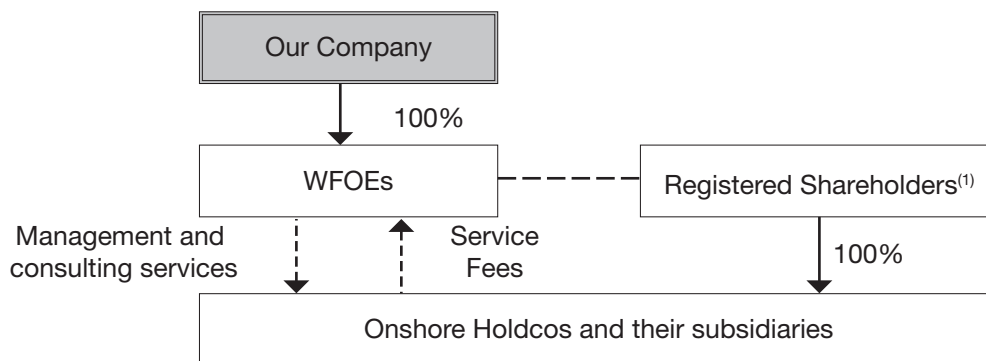 Our Company
100%
WFOEs
Registered Shareholders(1)
Management and
consulting services
Service
Fees
100%
Onshore Holdcos and their subsidiaries